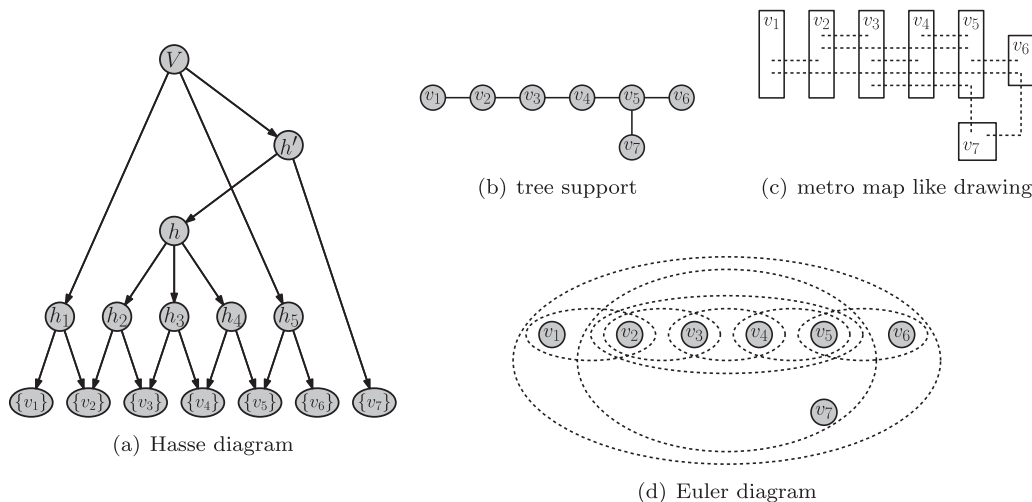 V
h′
h
h₁ h₂ h₃ h₄ h₅
{v₁} {v₂} {v₃} {v₄} {v₅} {v₆} {v₇}
(a) Hasse diagram
v₁ v₂ v₃ v₄ v₅ v₆
v₇
(b) tree support
v₁ v₂ v₃ v₄ v₅
v₆
v₇
(c) metro map like drawing
v₁ v₂ v₃ v₄ v₅ v₆
v₇
(d) Euler diagram